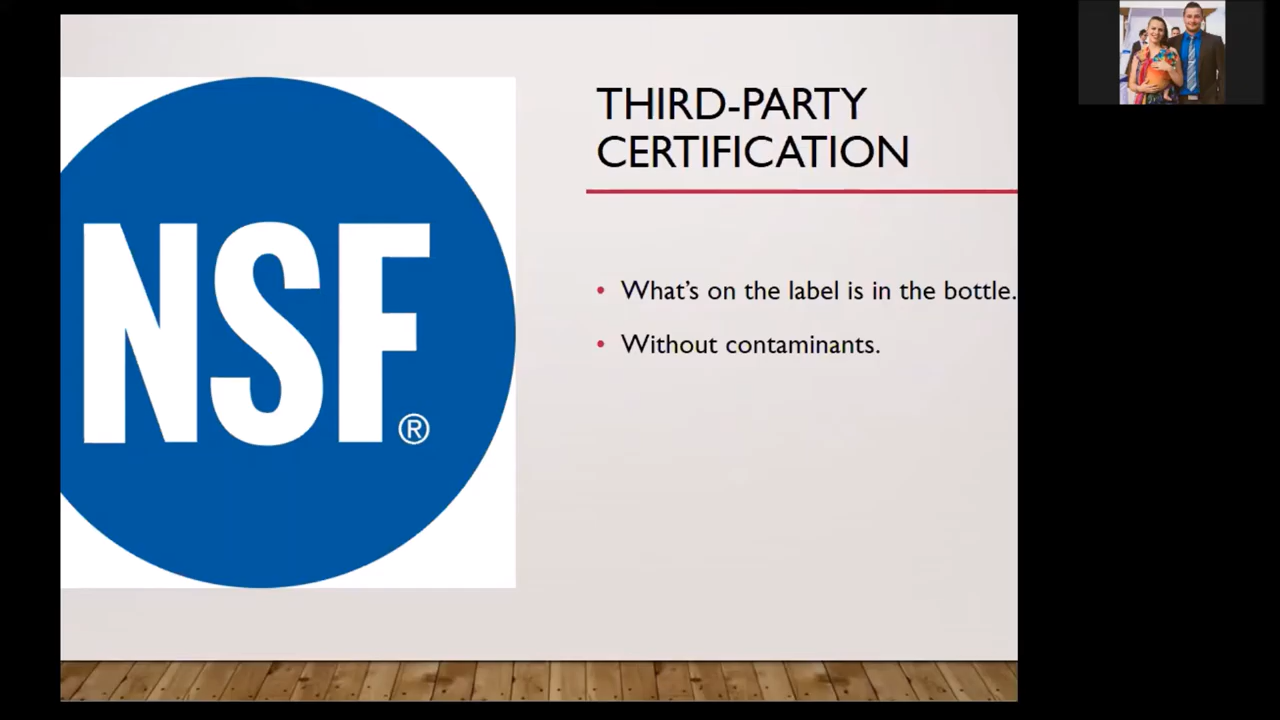 THIRD-PARTY
CERTIFICATION
NSF®
• What's on the label is in the bottle.
• Without contaminants.